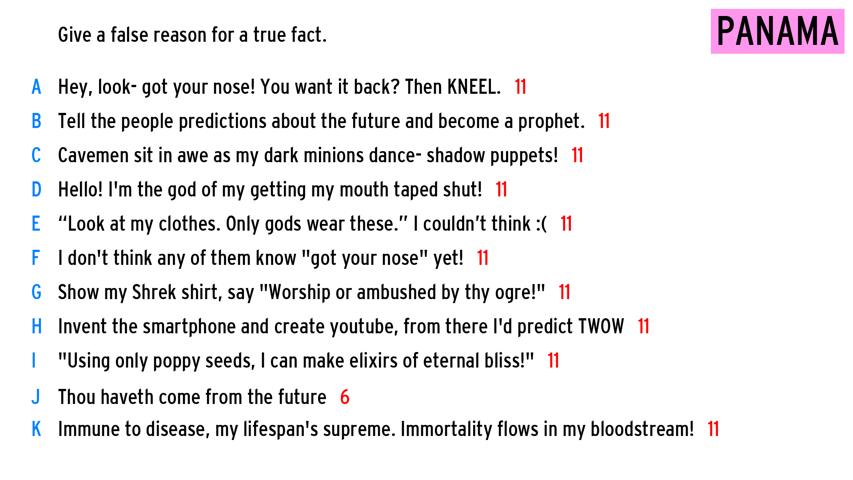 Give a false reason for a true fact.
PANAMA
A Hey, look- got your nose! You want it back? Then KNEEL. 11
B Tell the people predictions about the future and become a prophet. 11
C Cavemen sit in awe as my dark minions dance- shadow puppets! 11
D Hello! I'm the god of my getting my mouth taped shut! 11
E “Look at my clothes. Only gods wear these.” I couldn’t think :( 11
F I don't think any of them know "got your nose" yet! 11
G Show my Shrek shirt, say "Worship or ambushed by thy ogre!" 11
H Invent the smartphone and create youtube, from there I'd predict TWOW 11
I "Using only poppy seeds, I can make elixirs of eternal bliss!" 11
J Thou haveth come from the future 6
K Immune to disease, my lifespan's supreme. Immortality flows in my bloodstream! 11